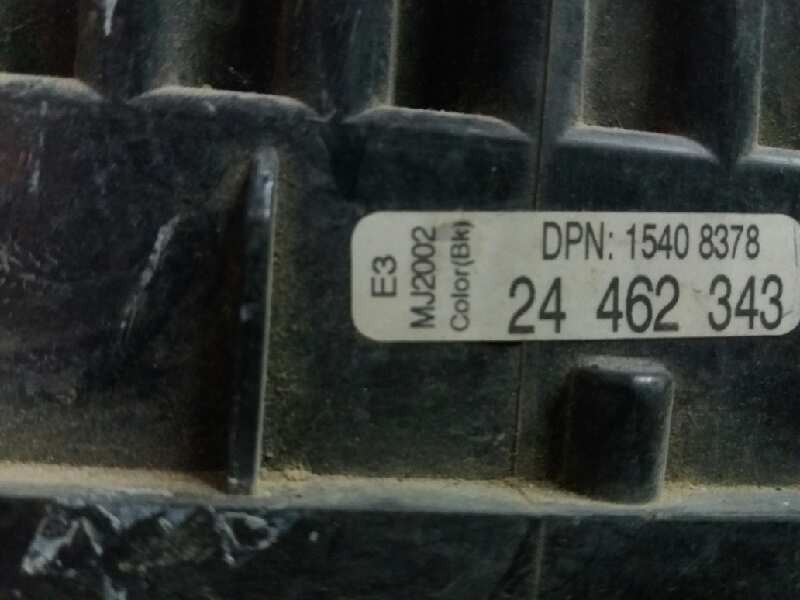 E3
MJ2002
Color(Bk)
DPN: 1540 8378
24 462 343